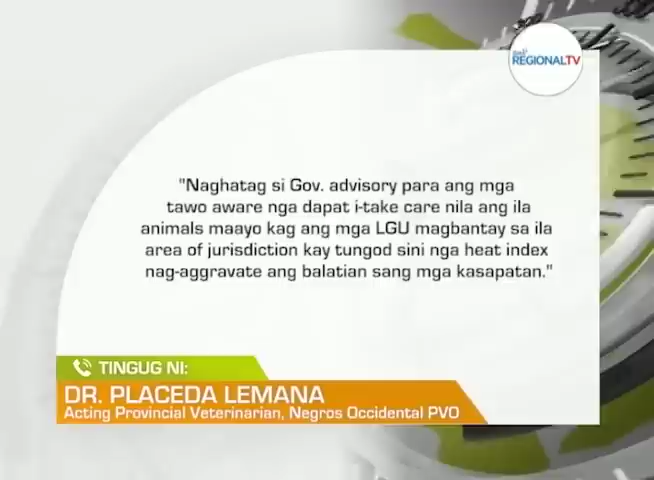 REGIONALTV
"Naghatag si Gov. advisory para ang mga
tawo aware nga dapat i-take care nila ang ila
animals maayo kag ang mga LGU magbantay sa ila
area of jurisdiction kay tungod sini nga heat index
nag-aggravate ang balatian sang mga kasapatan."
TINGUG NI:
DR. PLACEDA LEMANA
Acting Provincial Veterinarian, Negros Occidental PVO